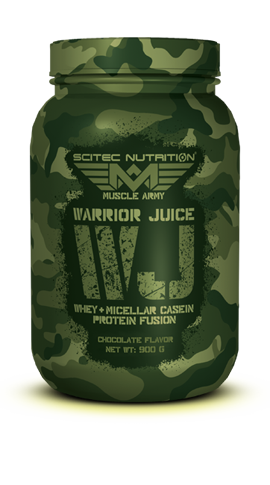 SCITEC NUTRITION
MUSCLE ARMY
WARRIOR JUICE
WJ
WHEY + MICELLAR CASEIN
PROTEIN FUSION
CHOCOLATE FLAVOR
NET WT: 900 G